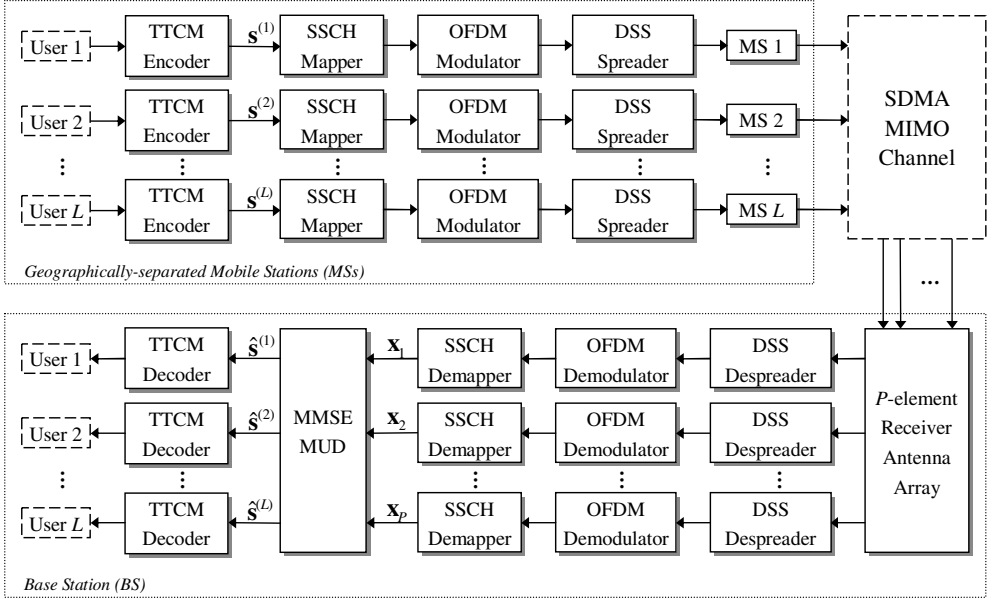 User 1
TTCM Encoder
s^(1)
SSCH Mapper
OFDM Modulator
DSS Spreader
MS 1
User 2
TTCM Encoder
s^(2)
SSCH Mapper
OFDM Modulator
DSS Spreader
MS 2
⋮ ⋮ ⋮ ⋮ ⋮ ⋮
User L
TTCM Encoder
s^(L)
SSCH Mapper
OFDM Modulator
DSS Spreader
MS L
SDMA
MIMO
Channel
Geographically-separated Mobile Stations (MSs)
...
User 1
TTCM Decoder
ŝ^(1)
MMSE
MUD
x_1
SSCH Demapper
OFDM Demodulator
DSS Despreader
P-element
Receiver
Antenna
Array
User 2
TTCM Decoder
ŝ^(2)
x_2
SSCH Demapper
OFDM Demodulator
DSS Despreader
⋮ ⋮ ⋮ ⋮ ⋮
User L
TTCM Decoder
ŝ^(L)
x_P
SSCH Demapper
OFDM Demodulator
DSS Despreader
Base Station (BS)